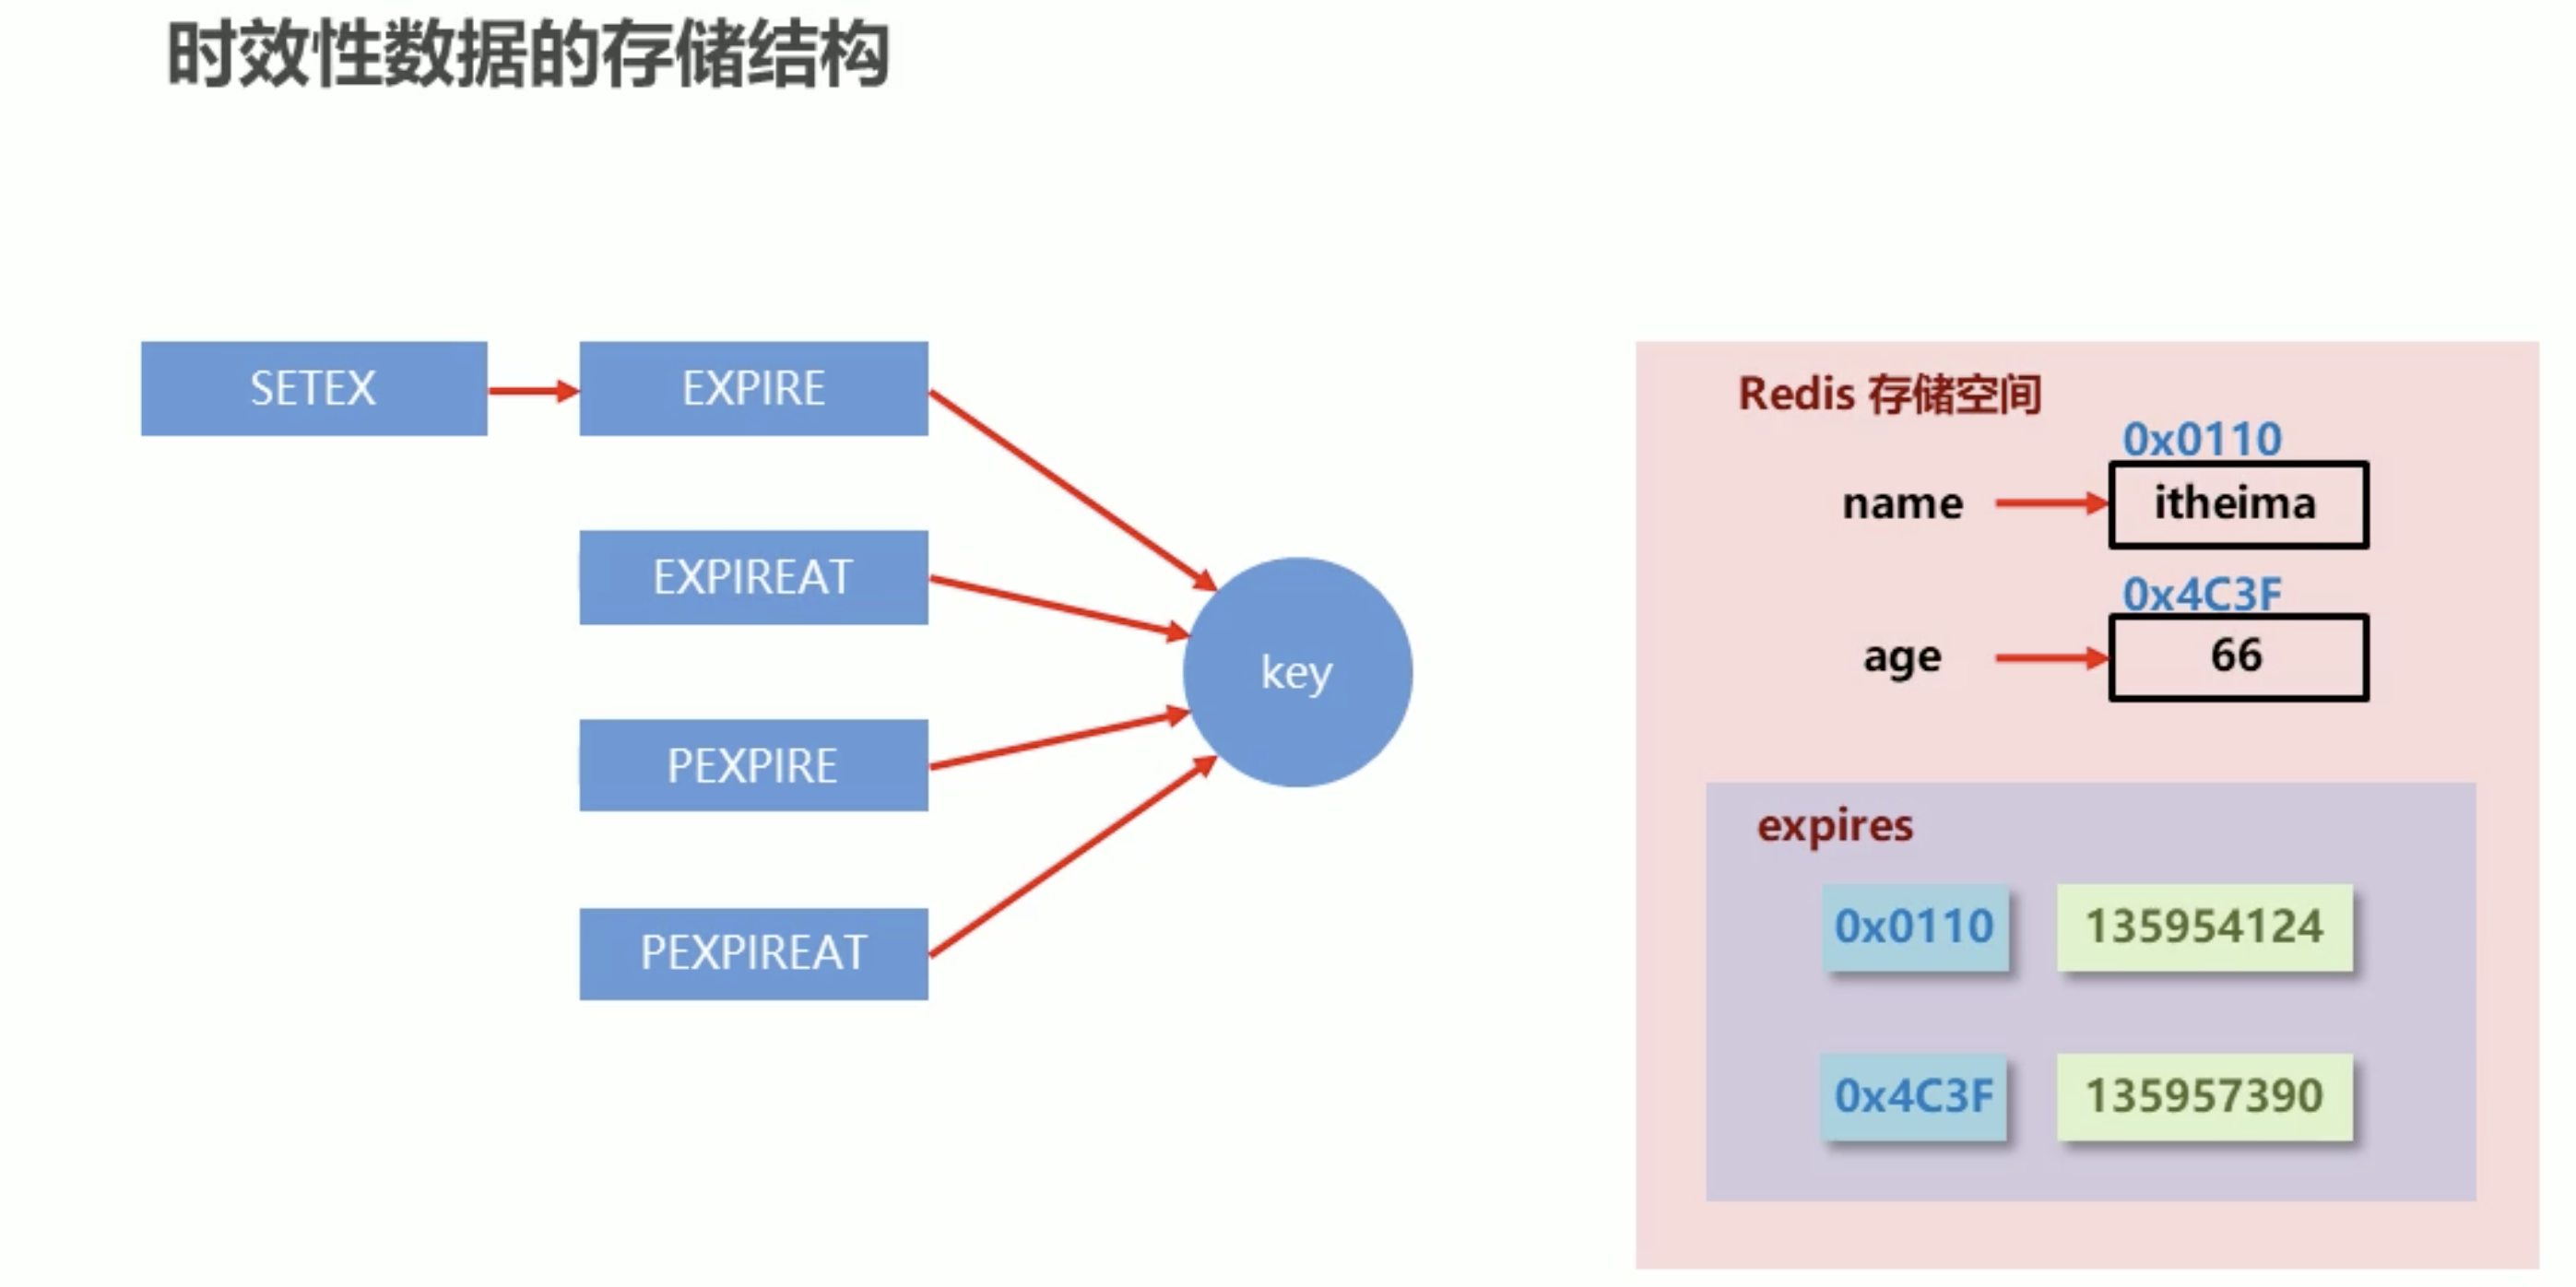 时效性数据的存储结构
SETEX
EXPIRE
EXPIREAT
PEXPIRE
PEXPIREAT
key
Redis 存储空间
0x0110
name
itheima
0x4C3F
age
66
expires
0x0110
135954124
0x4C3F
135957390